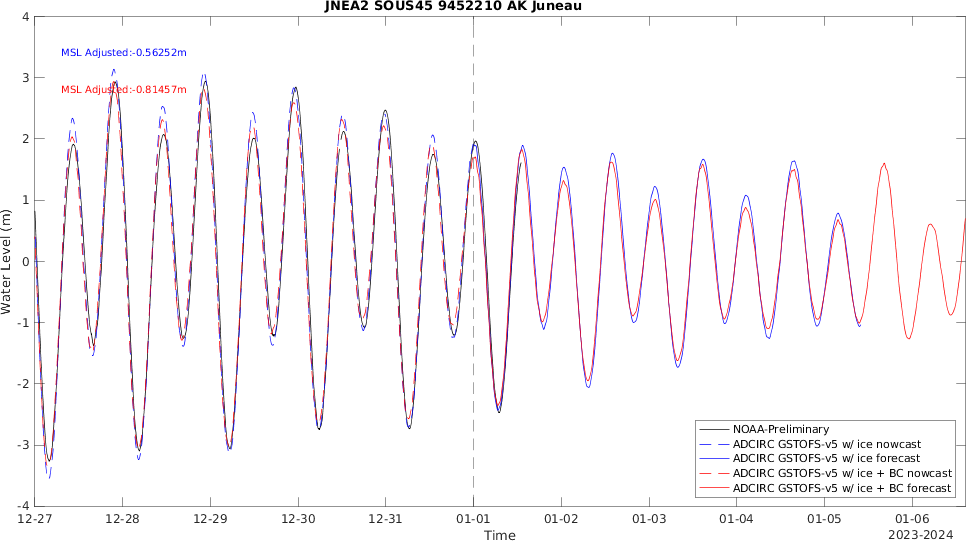 JNEA2 SOUS45 9452210 AK Juneau
MSL Adjusted:-0.56252m
MSL Adjusted:-0.81457m
4
3
2
1
0
-1
-2
-3
-4
Water Level (m)
12-27 12-28 12-29 12-30 12-31 01-01 01-02 01-03 01-04 01-05 01-06
Time
2023-2024
NOAA-Preliminary
ADCIRC GSTOFS-v5 w/ ice nowcast
ADCIRC GSTOFS-v5 w/ ice forecast
ADCIRC GSTOFS-v5 w/ ice + BC nowcast
ADCIRC GSTOFS-v5 w/ ice + BC forecast